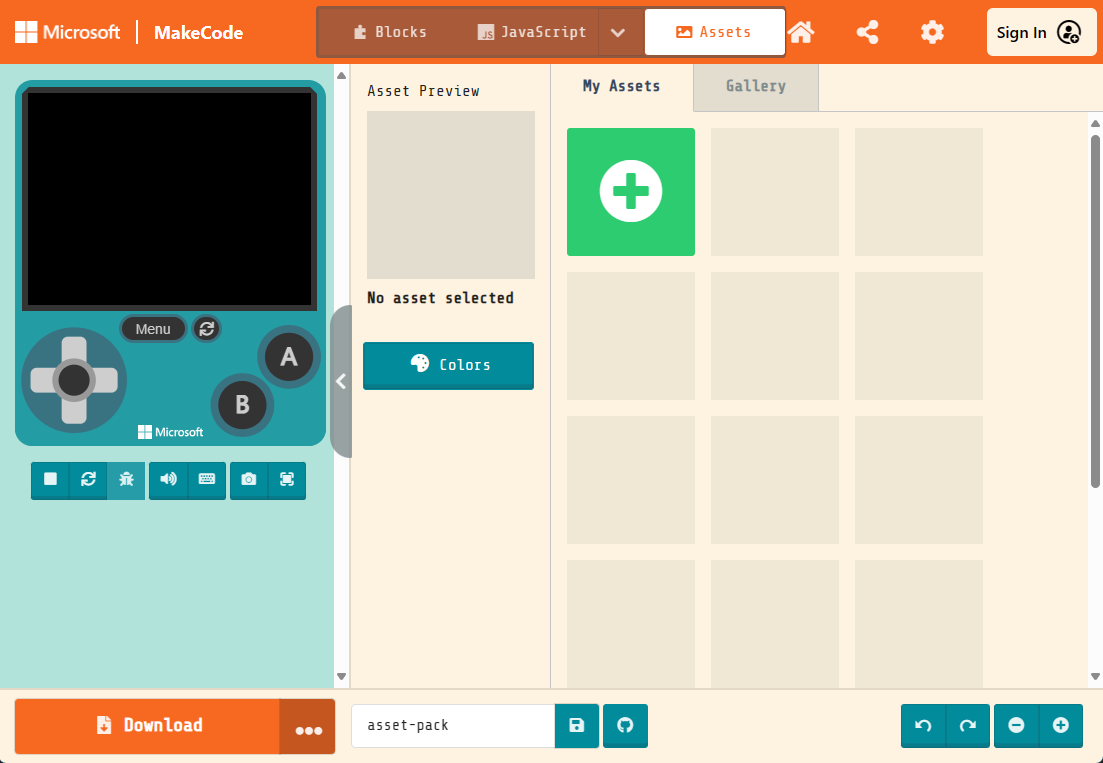 Microsoft
MakeCode
Blocks
JS
JavaScript
Assets
Sign In
Menu
A
B
Microsoft
Asset Preview
No asset selected
Colors
My Assets
Gallery
Download
asset-pack